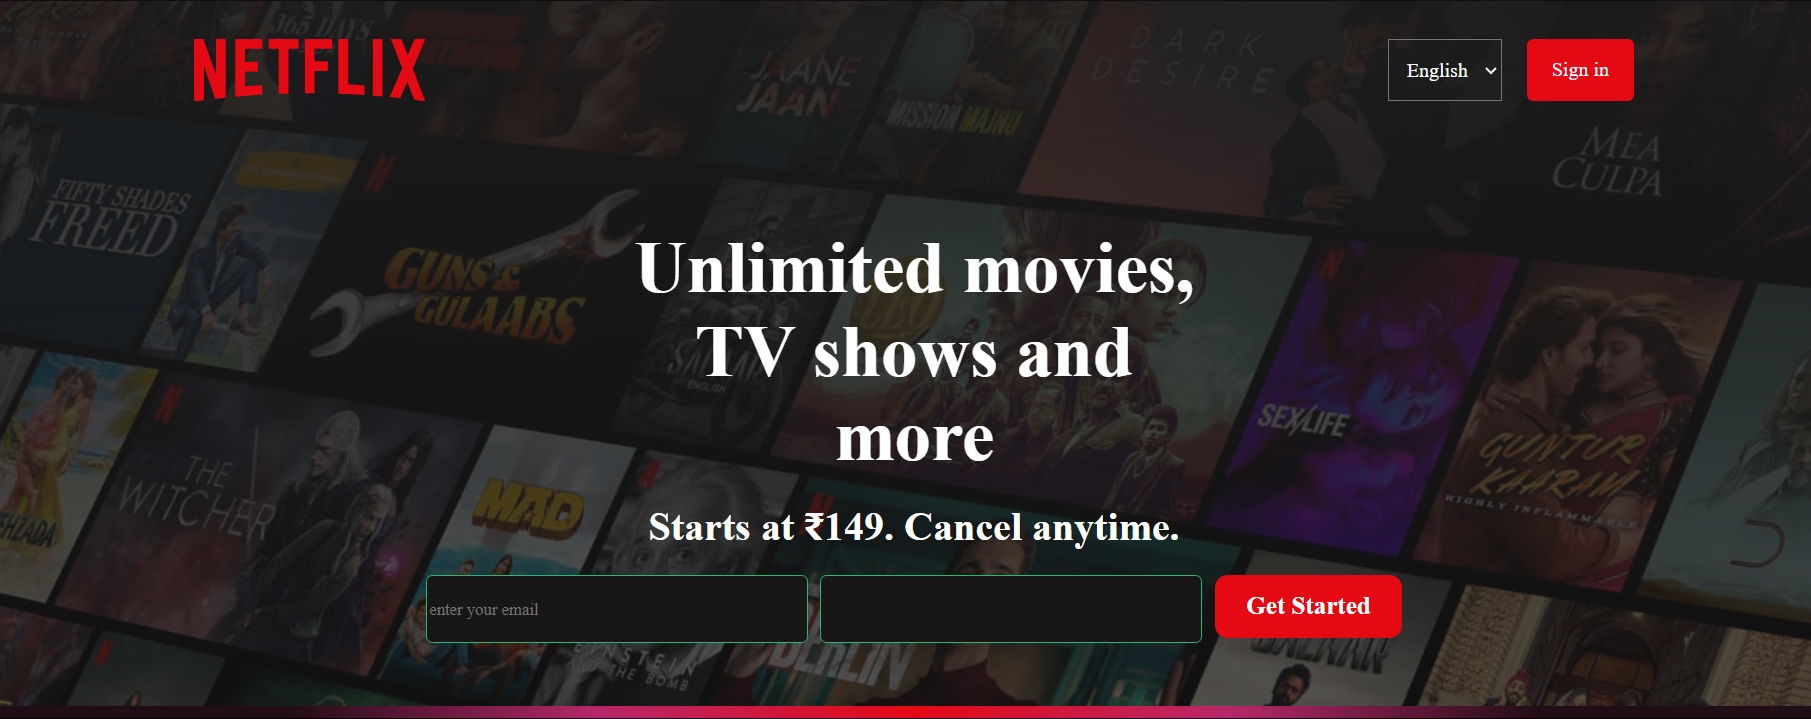 365 DAYS
NETFLIX
JAANE
JAAN
MISSION MAJNU
DARK
DESIRE
English
Sign in
MEA
CULPA
FIFTY SHADES
FREED
GUNS &
GULAABS
Unlimited movies,
TV shows and
more
ENGLISH
SEX/LIFE
GUNTUR
KAARAM
HIGHLY INFLAMMABLE
THE
WITCHER
MAD
Starts at ₹149. Cancel anytime.
enter your email
Get Started
EINSTEIN
AND THE BOMB
BERLIN